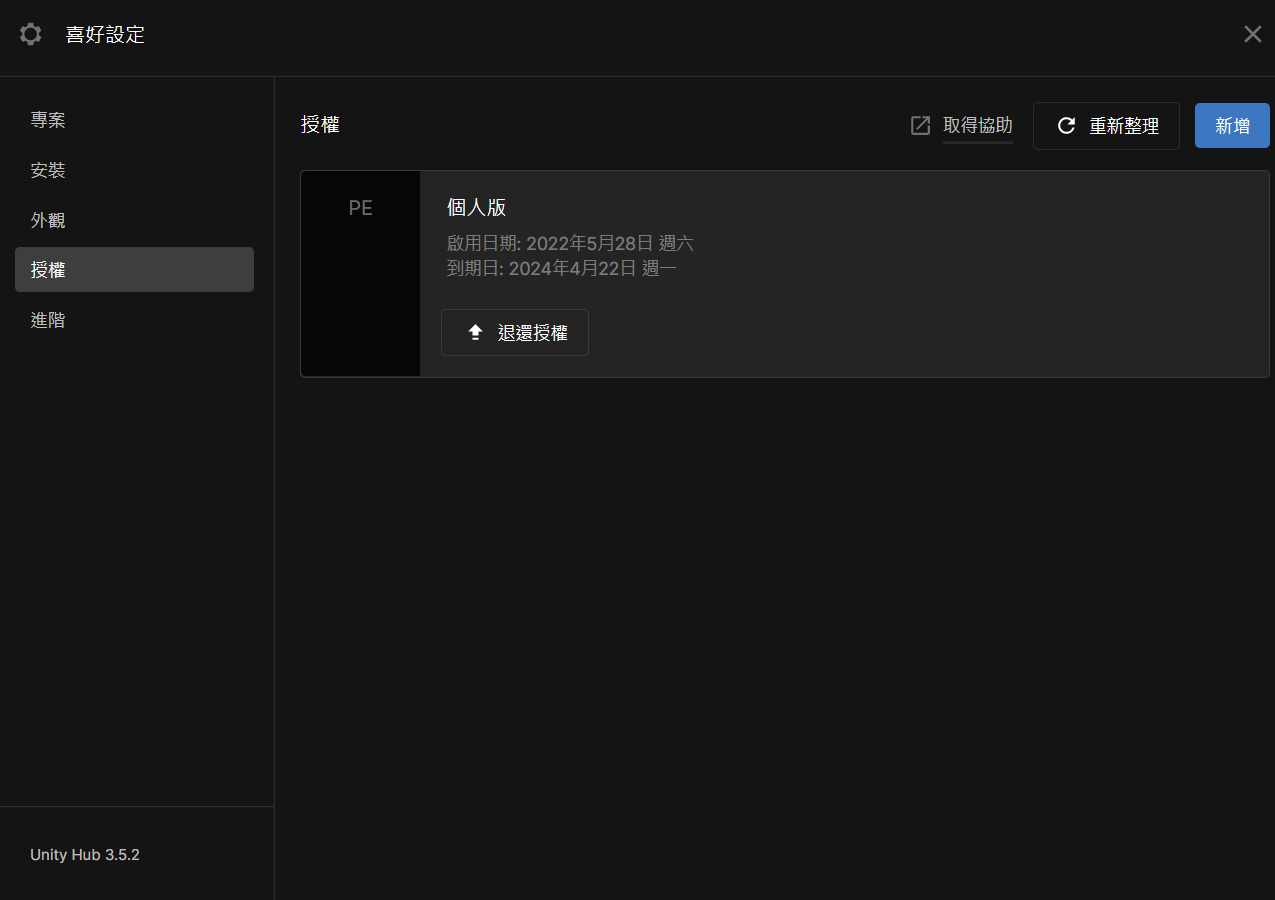 喜好設定
專案
安裝
外觀
授權
進階
Unity Hub 3.5.2
授權
取得協助
重新整理
新增
PE
個人版
啟用日期: 2022年5月28日 週六
到期日: 2024年4月22日 週一
退還授權